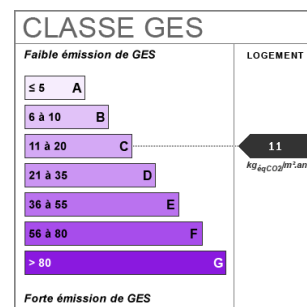 CLASSE GES
Faible émission de GES
LOGEMENT
≤ 5 A
6 à 10 B
11 à 20 C
11
kgéqCO2/m².an
21 à 35 D
36 à 55 E
56 à 80 F
> 80 G
Forte émission de GES